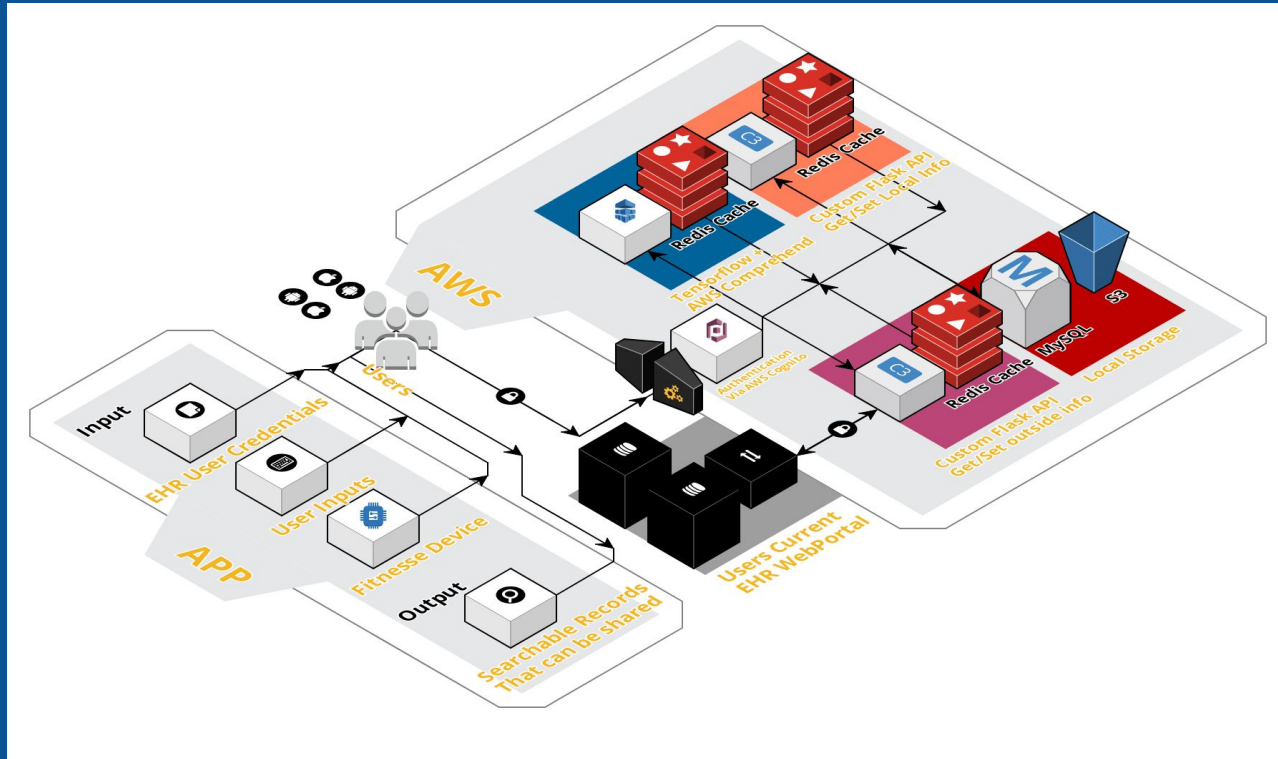 AWS
Redis Cache
Custom Flask API
Get/Set Local Info
Redis Cache
Tensorflow +
AWS Comprehend
S3
MySQL
Local Storage
Redis Cache
Custom Flask API
Get/Set outside info
Authentication
Via AWS Cognito
Users
Input
EHR User Credentials
User Inputs
Fitnesse Device
APP
Output
Searchable Records
That can be shared
Users Current
EHR WebPortal